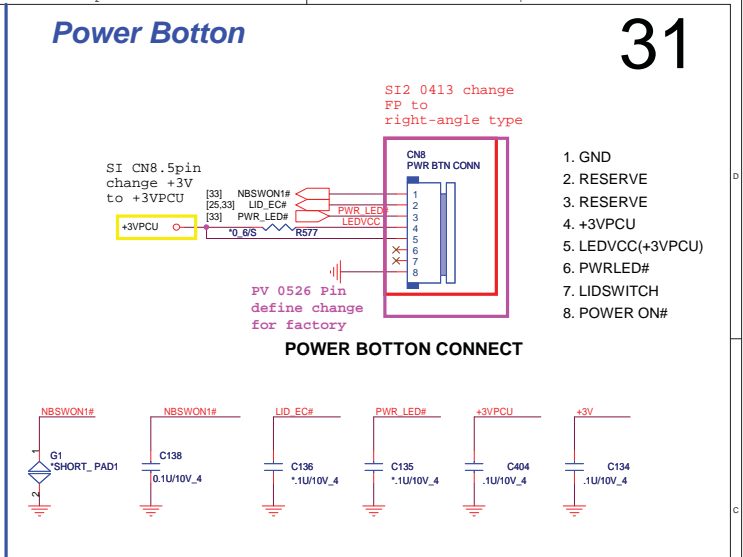 Power Botton
31
SI2 0413 change
FP to
right-angle type
CN8
PWR BTN CONN
SI CN8.5pin
change +3V
to +3VPCU
[33] NBSWON1#
[25,33] LID_EC#
[33] PWR_LED#
PWR_LED#
LEDVCC
+3VPCU
*0_6/S R577
1
2
3
4
5
6
7
8
1. GND
2. RESERVE
3. RESERVE
4. +3VPCU
5. LEDVCC(+3VPCU)
6. PWRLED#
7. LIDSWITCH
8. POWER ON#
D
PV 0526 Pin
define change
for factory
POWER BOTTON CONNECT
NBSWON1#
NBSWON1#
LID_EC#
PWR_LED#
+3VPCU
+3V
1
G1
*SHORT_ PAD1
2
C138
0.1U/10V_4
C136
*.1U/10V_4
C135
*.1U/10V_4
C404
.1U/10V_4
C134
.1U/10V_4
C